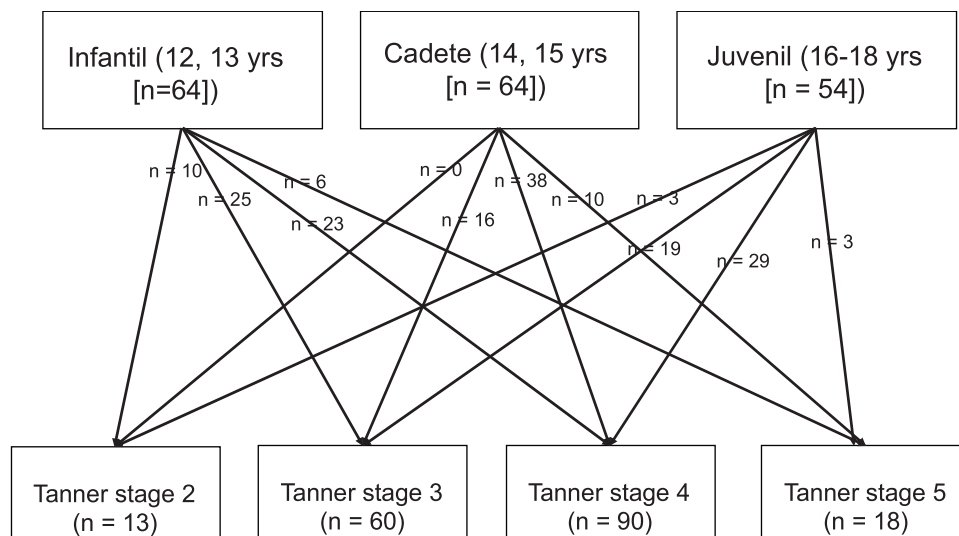 Infantil (12, 13 yrs
[n=64])
Cadete (14, 15 yrs
[n = 64])
Juvenil (16-18 yrs
[n = 54])
n = 10
n = 25
n = 6
n = 23
n = 0
n = 16
n = 38
n = 10
n = 3
n = 19
n = 29
n = 3
Tanner stage 2
(n = 13)
Tanner stage 3
(n = 60)
Tanner stage 4
(n = 90)
Tanner stage 5
(n = 18)